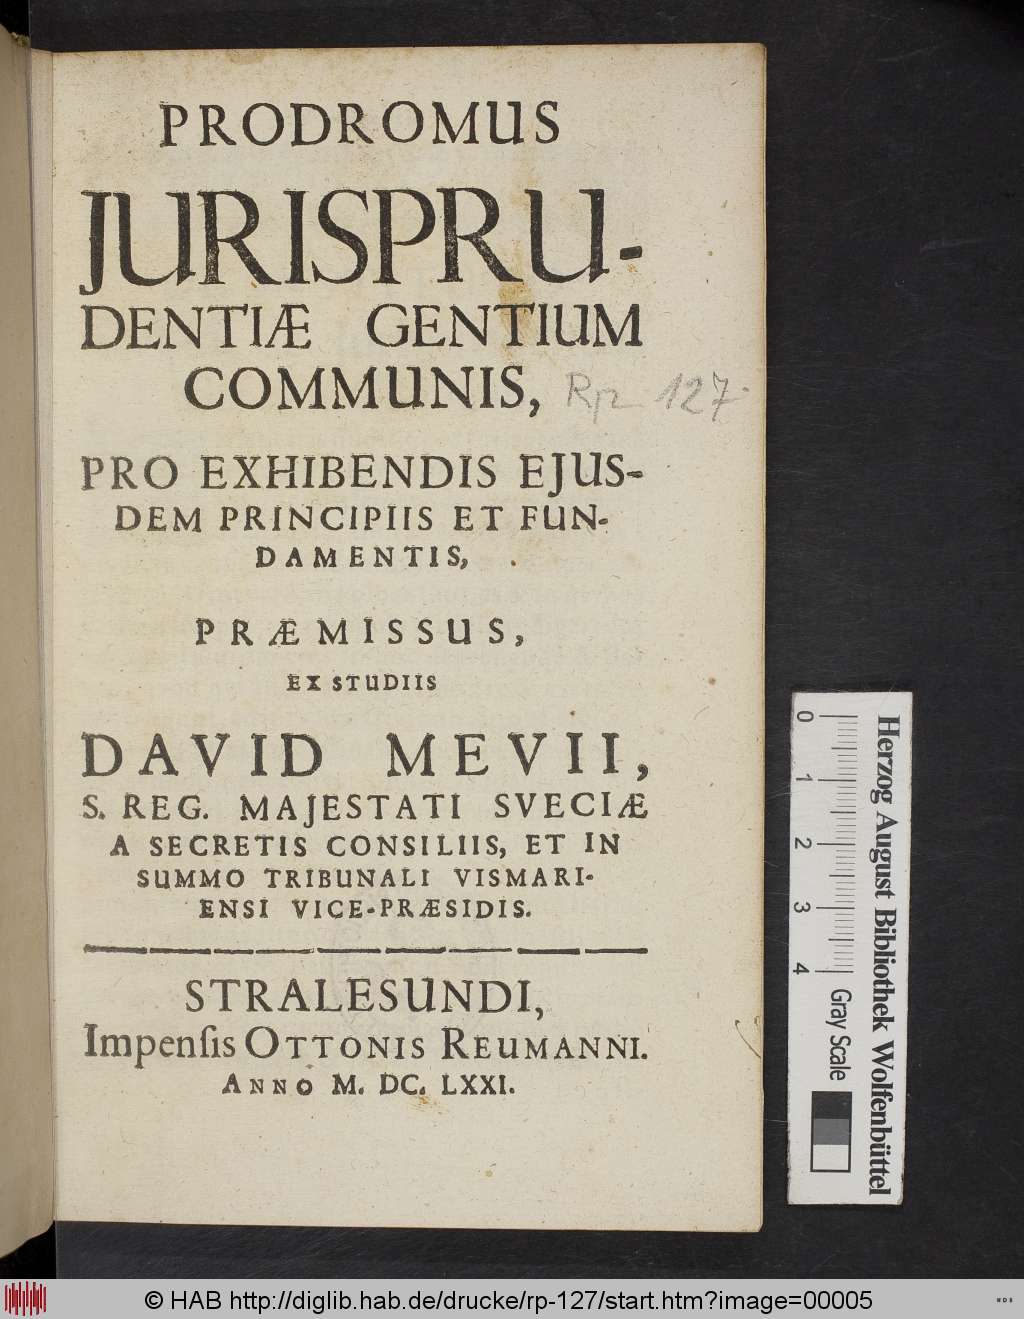 PRODROMUS
JURISPRU-
DENTIÆ GENTIUM
COMMUNIS,
Rp 127.
PRO EXHIBENDIS EJUS-
DEM PRINCIPIIS ET FUN-
DAMENTIS,
PRÆMISSUS,
EX STUDIIS
DAVID MEVII,
S. REG. MAJESTATI SVECIÆ
A SECRETIS CONSILIIS, ET IN
SUMMO TRIBUNALI VISMARI-
ENSI VICE-PRÆSIDIS.
STRALESUNDI,
Impenſis OTTONIS REUMANNI.
ANNO M. DC. LXXI.
0 1 2 3 4
Gray Scale
Herzog August Bibliothek Wolfenbüttel
© HAB http://diglib.hab.de/drucke/rp-127/start.htm?image=00005
WDB